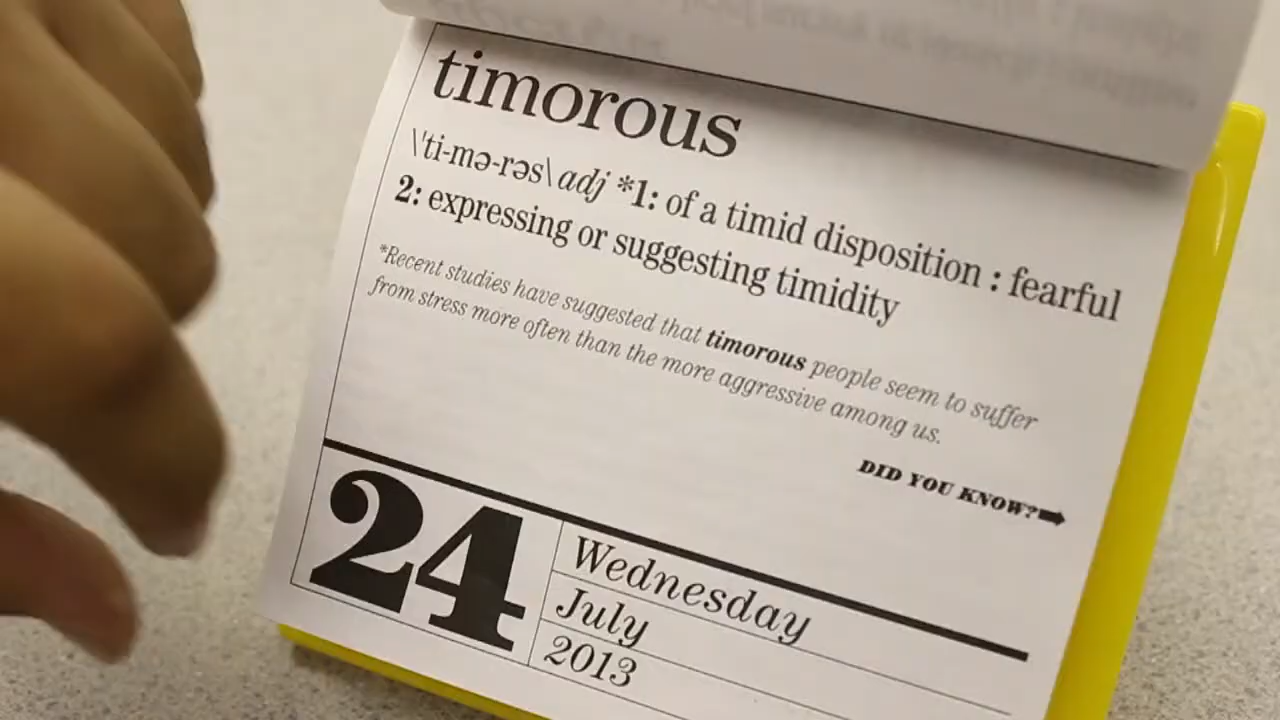 timorous
\'ti-mə-rəs\ adj *1: of a timid disposition : fearful
2: expressing or suggesting timidity
*Recent studies have suggested that timorous people seem to suffer
from stress more often than the more aggressive among us.
DID YOU KNOW?➡
24
Wednesday
July
2013